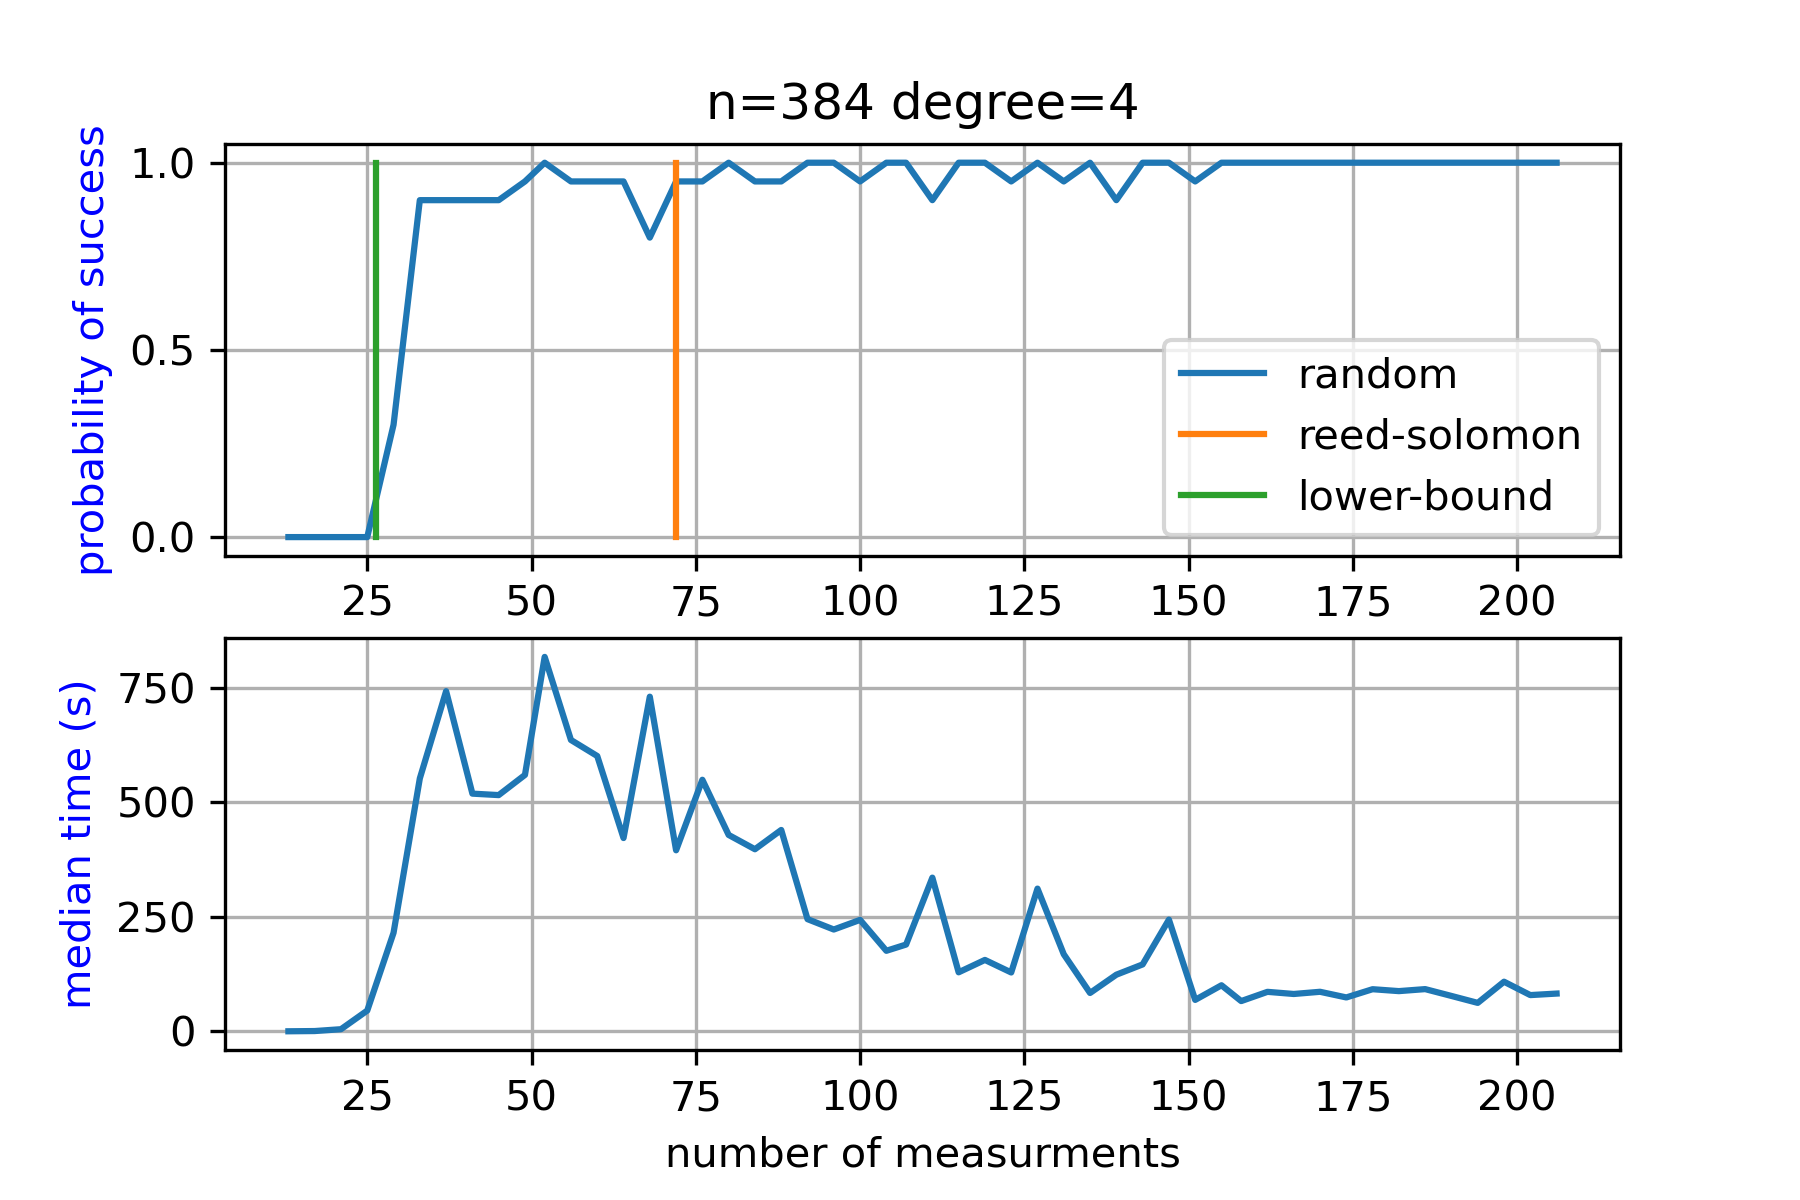 n=384 degree=4
probability of success
1.0
0.5
0.0
random
reed-solomon
lower-bound
25 50 75 100 125 150 175 200
median time (s)
750
500
250
0
25 50 75 100 125 150 175 200
number of measurments